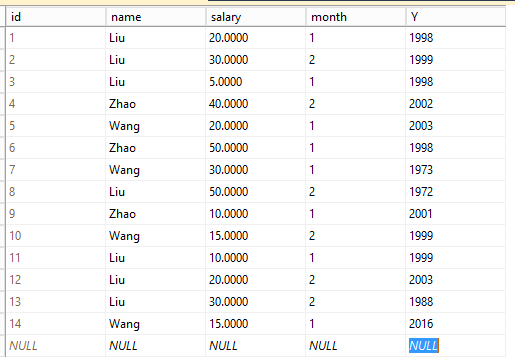 id name salary month Y
1 Liu 20.0000 1 1998
2 Liu 30.0000 2 1999
3 Liu 5.0000 1 1998
4 Zhao 40.0000 2 2002
5 Wang 20.0000 1 2003
6 Zhao 50.0000 1 1998
7 Wang 30.0000 1 1973
8 Liu 50.0000 2 1972
9 Zhao 10.0000 1 2001
10 Wang 15.0000 2 1999
11 Liu 10.0000 1 1999
12 Liu 20.0000 2 2003
13 Liu 30.0000 2 1988
14 Wang 15.0000 1 2016
NULL NULL NULL NULL NULL